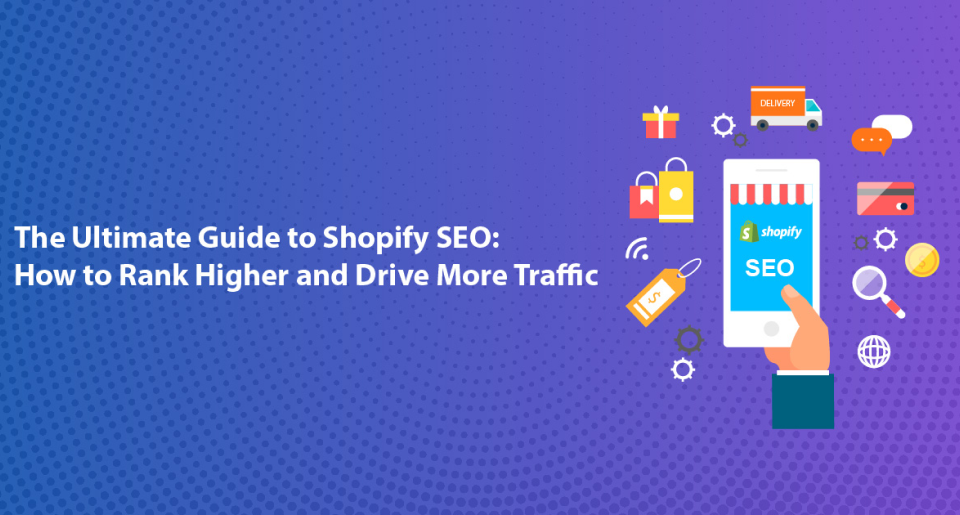 The Ultimate Guide to Shopify SEO:
How to Rank Higher and Drive More Traffic
DELIVERY
shopify
SEO